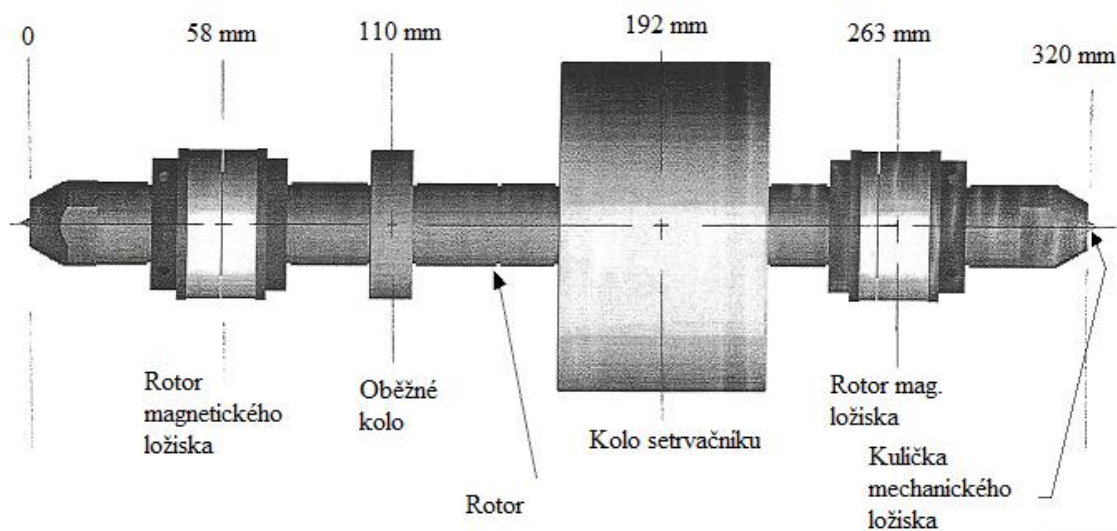 0
58 mm
110 mm
192 mm
263 mm
320 mm
Rotor
magnetického
ložiska
Oběžné
kolo
Kolo setrvačníku
Rotor mag.
ložiska
Rotor
Kulička
mechanického
ložiska